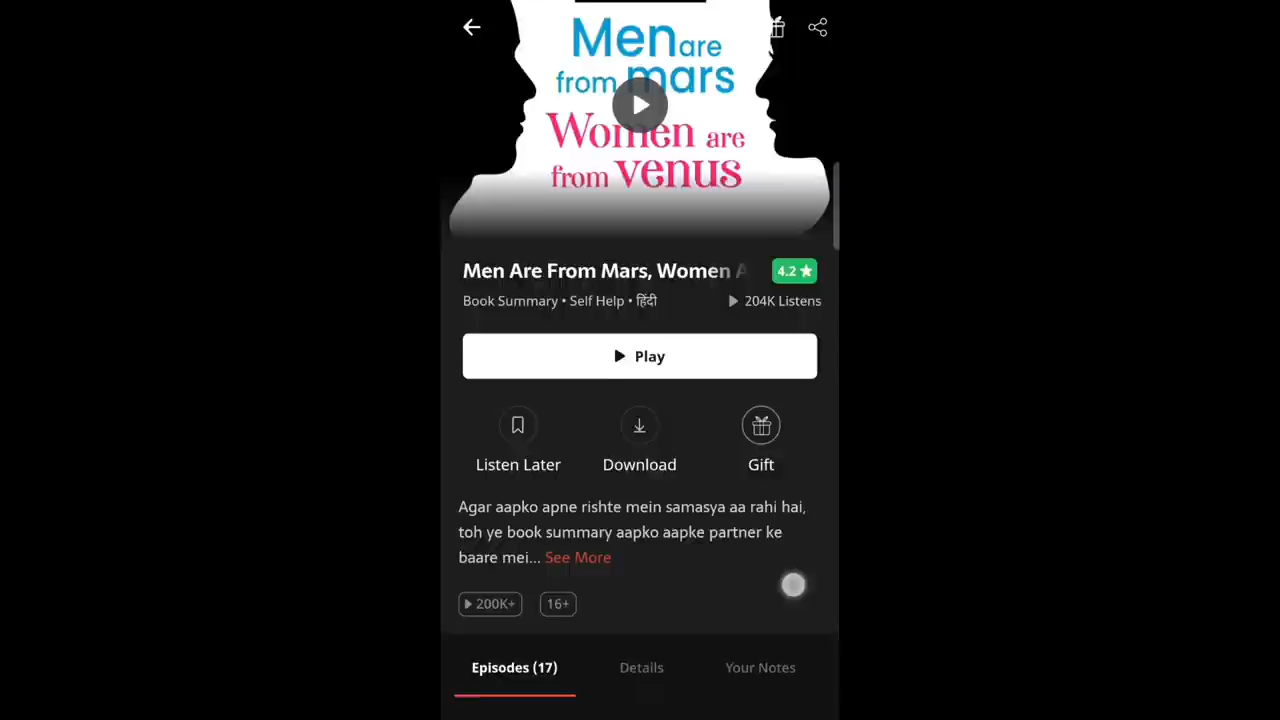 Men are
from mars
Women are
from venus
Men Are From Mars, Women A
4.2
Book Summary • Self Help • हिंदी
204K Listens
Play
Listen Later
Download
Gift
Agar aapko apne rishte mein samasya aa rahi hai,
toh ye book summary aapko aapke partner ke
baare mei... See More
200K+
16+
Episodes (17)
Details
Your Notes